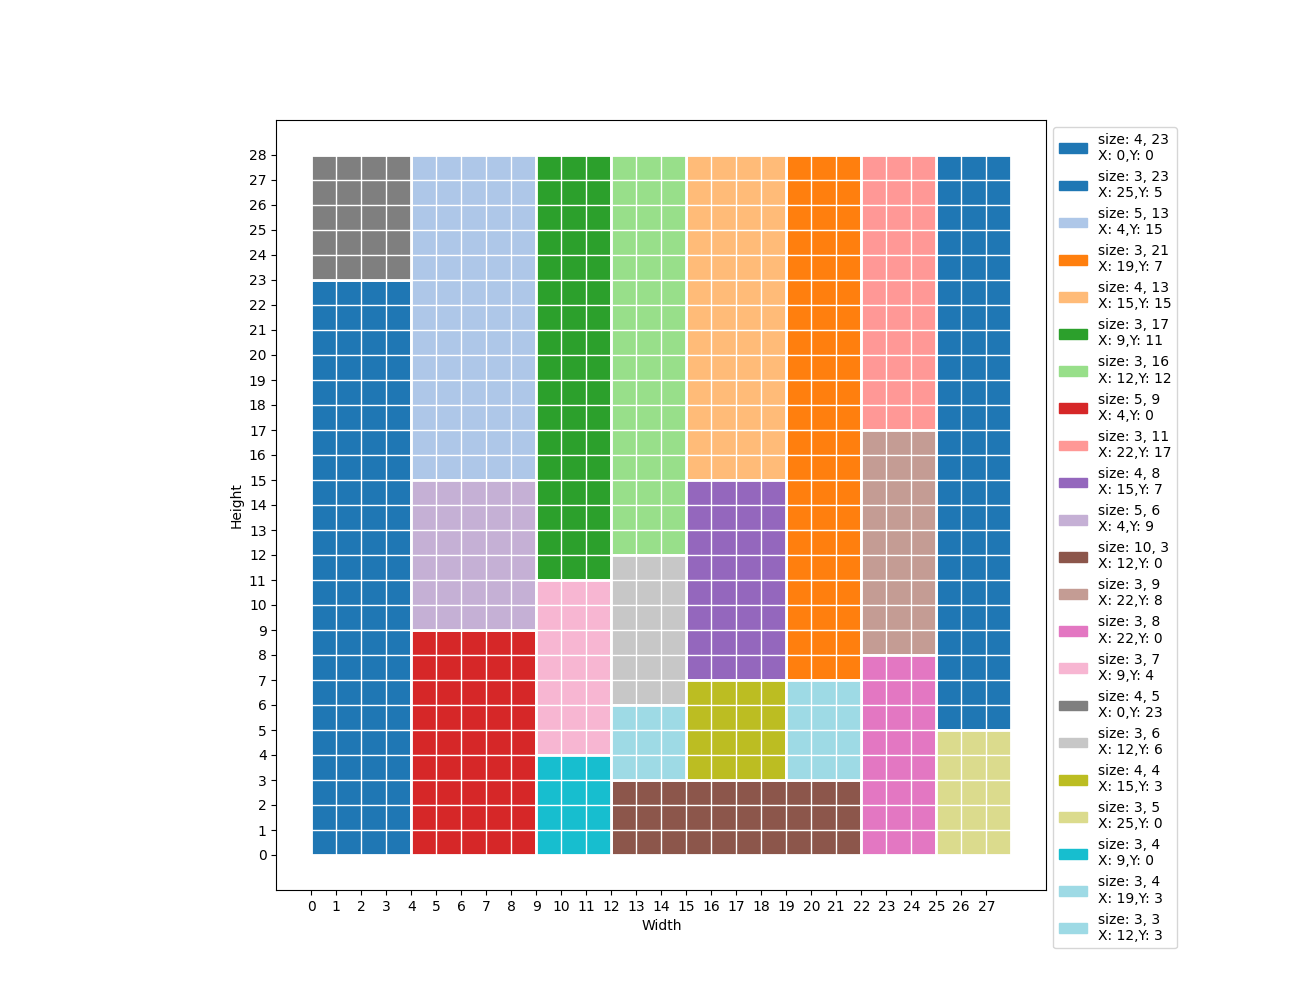 28
27
26
25
24
23
22
21
20
19
18
17
16
15
14
13
12
11
10
9
8
7
6
5
4
3
2
1
0
Height
0 1 2 3 4 5 6 7 8 9 10 11 12 13 14 15 16 17 18 19 20 21 22 23 24 25 26 27
Width
size: 4, 23
X: 0,Y: 0
size: 3, 23
X: 25,Y: 5
size: 5, 13
X: 4,Y: 15
size: 3, 21
X: 19,Y: 7
size: 4, 13
X: 15,Y: 15
size: 3, 17
X: 9,Y: 11
size: 3, 16
X: 12,Y: 12
size: 5, 9
X: 4,Y: 0
size: 3, 11
X: 22,Y: 17
size: 4, 8
X: 15,Y: 7
size: 5, 6
X: 4,Y: 9
size: 10, 3
X: 12,Y: 0
size: 3, 9
X: 22,Y: 8
size: 3, 8
X: 22,Y: 0
size: 3, 7
X: 9,Y: 4
size: 4, 5
X: 0,Y: 23
size: 3, 6
X: 12,Y: 6
size: 4, 4
X: 15,Y: 3
size: 3, 5
X: 25,Y: 0
size: 3, 4
X: 9,Y: 0
size: 3, 4
X: 19,Y: 3
size: 3, 3
X: 12,Y: 3